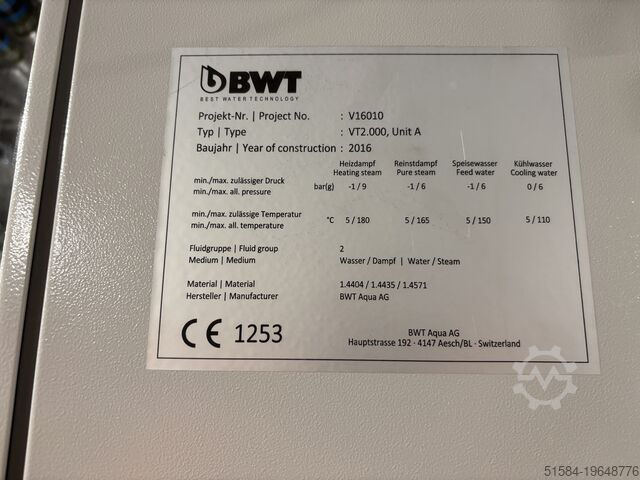 BWT
BEST WATER TECHNOLOGY
Projekt-Nr. | Project No. : V16010
Typ | Type : VT2.000, Unit A
Baujahr | Year of construction : 2016
Heizdampf Reinstdampf Speisewasser Kühlwasser
Heating steam Pure steam Feed water Cooling water
min./max. zulässiger Druck bar(g) -1/9 -1/6 -1/6 0/6
min./max. all. pressure
min./max. zulässige Temperatur °C 5/180 5/165 5/150 5/110
min./max. all. temperature
Fluidgruppe | Fluid group 2
Medium | Medium Wasser / Dampf | Water / Steam
Material | Material 1.4404 / 1.4435 / 1.4571
Hersteller | Manufacturer BWT Aqua AG
CE 1253
BWT Aqua AG
Hauptstrasse 192 · 4147 Aesch/BL · Switzerland
51584-19648776